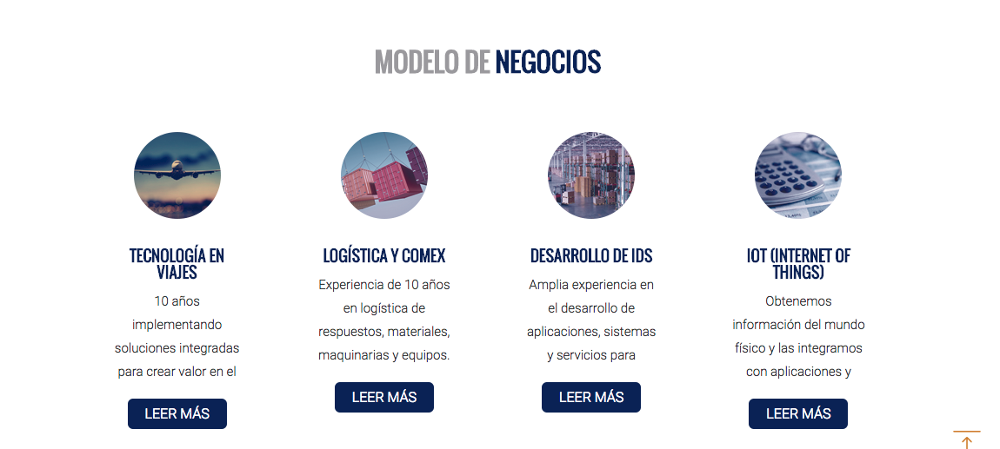 MODELO DE NEGOCIOS
TECNOLOGÍA EN
VIAJES
10 años
implementando
soluciones integradas
para crear valor en el
LEER MÁS
LOGÍSTICA Y COMEX
Experiencia de 10 años
en logística de
respuestos, materiales,
maquinarias y equipos.
LEER MÁS
DESARROLLO DE IDS
Amplia experiencia en
el desarrollo de
aplicaciones, sistemas
y servicios para
LEER MÁS
IOT (INTERNET OF
THINGS)
Obtenemos
información del mundo
físico y las integramos
con aplicaciones y
LEER MÁS